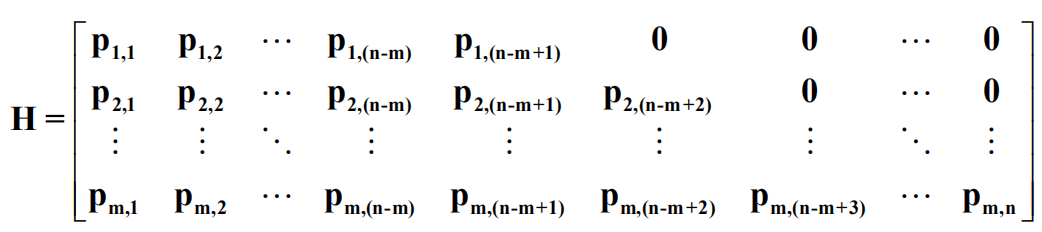 p1,1 p1,2 ⋯ p1,(n-m) p1,(n-m+1) 0 0 ⋯ 0
p2,1 p2,2 ⋯ p2,(n-m) p2,(n-m+1) p2,(n-m+2) 0 ⋯ 0
H = ⋮ ⋮ ⋱ ⋮ ⋮ ⋮ ⋮ ⋱ ⋮
pm,1 pm,2 ⋯ pm,(n-m) pm,(n-m+1) pm,(n-m+2) pm,(n-m+3) ⋯ pm,n